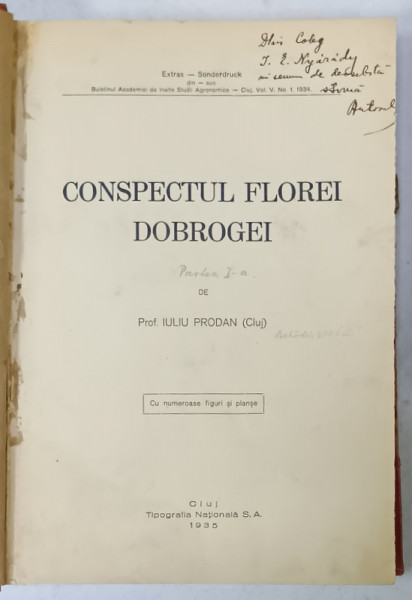 Dlui Coleg
I. E. Nyárády
în semn de deosebită
stimă
Autorul
Extras — Sonderdruck
din — aus
Buletinul Academiei de Inalte Studii Agronomice — Cluj, Vol. V. No. 1. 1934.
CONSPECTUL FLOREI
DOBROGEI
Partea I-a
DE
Prof. IULIU PRODAN (Cluj)
Cu numeroase figuri și planșe
Cluj
Tipografia Națională S. A.
1935